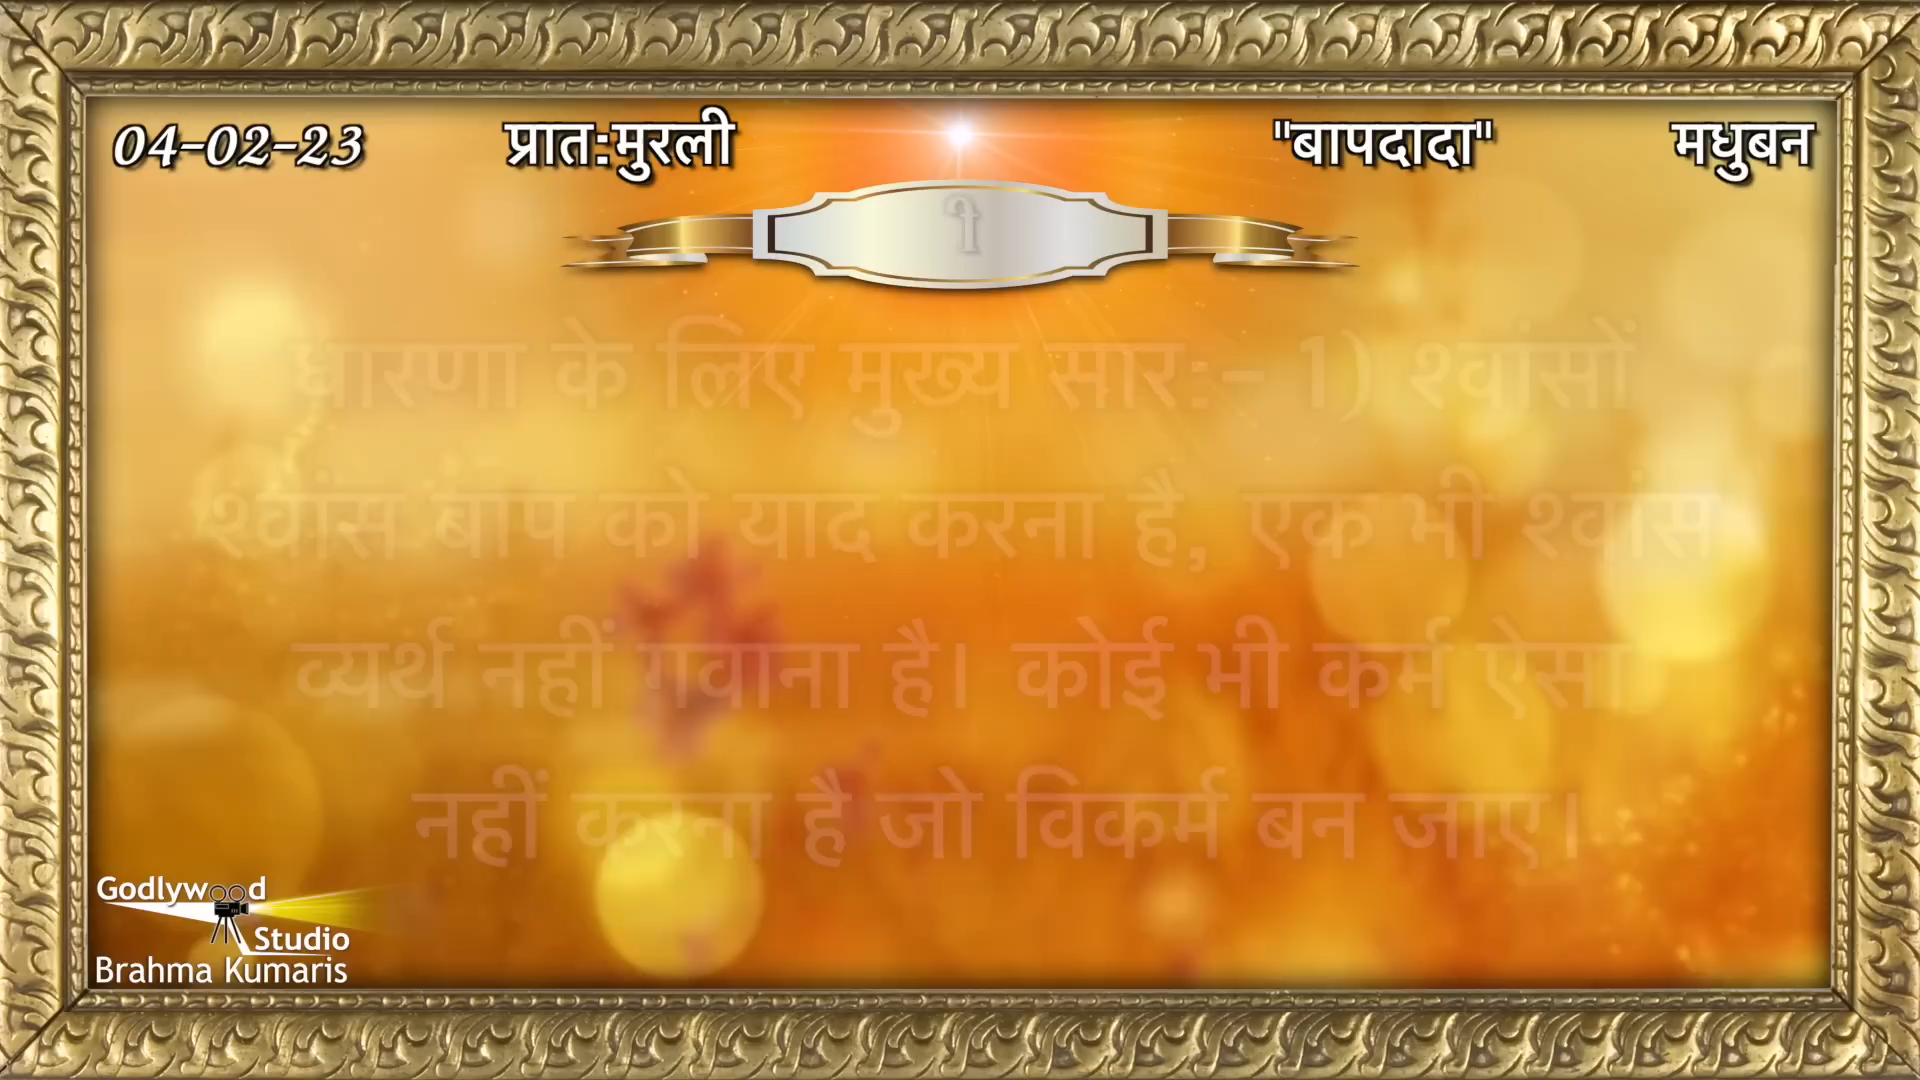 04-02-23 प्रात:मुरली "बापदादा" मधुबन
धारणा के लिए मुख्य सार:- 1) श्वांसों
श्वांस बाप को याद करना है, एक भी श्वांस
व्यर्थ नहीं गंवाना है। कोई भी कर्म ऐसा
नहीं करना है जो विकर्म बन जाए।
Godlywood
Studio
Brahma Kumaris